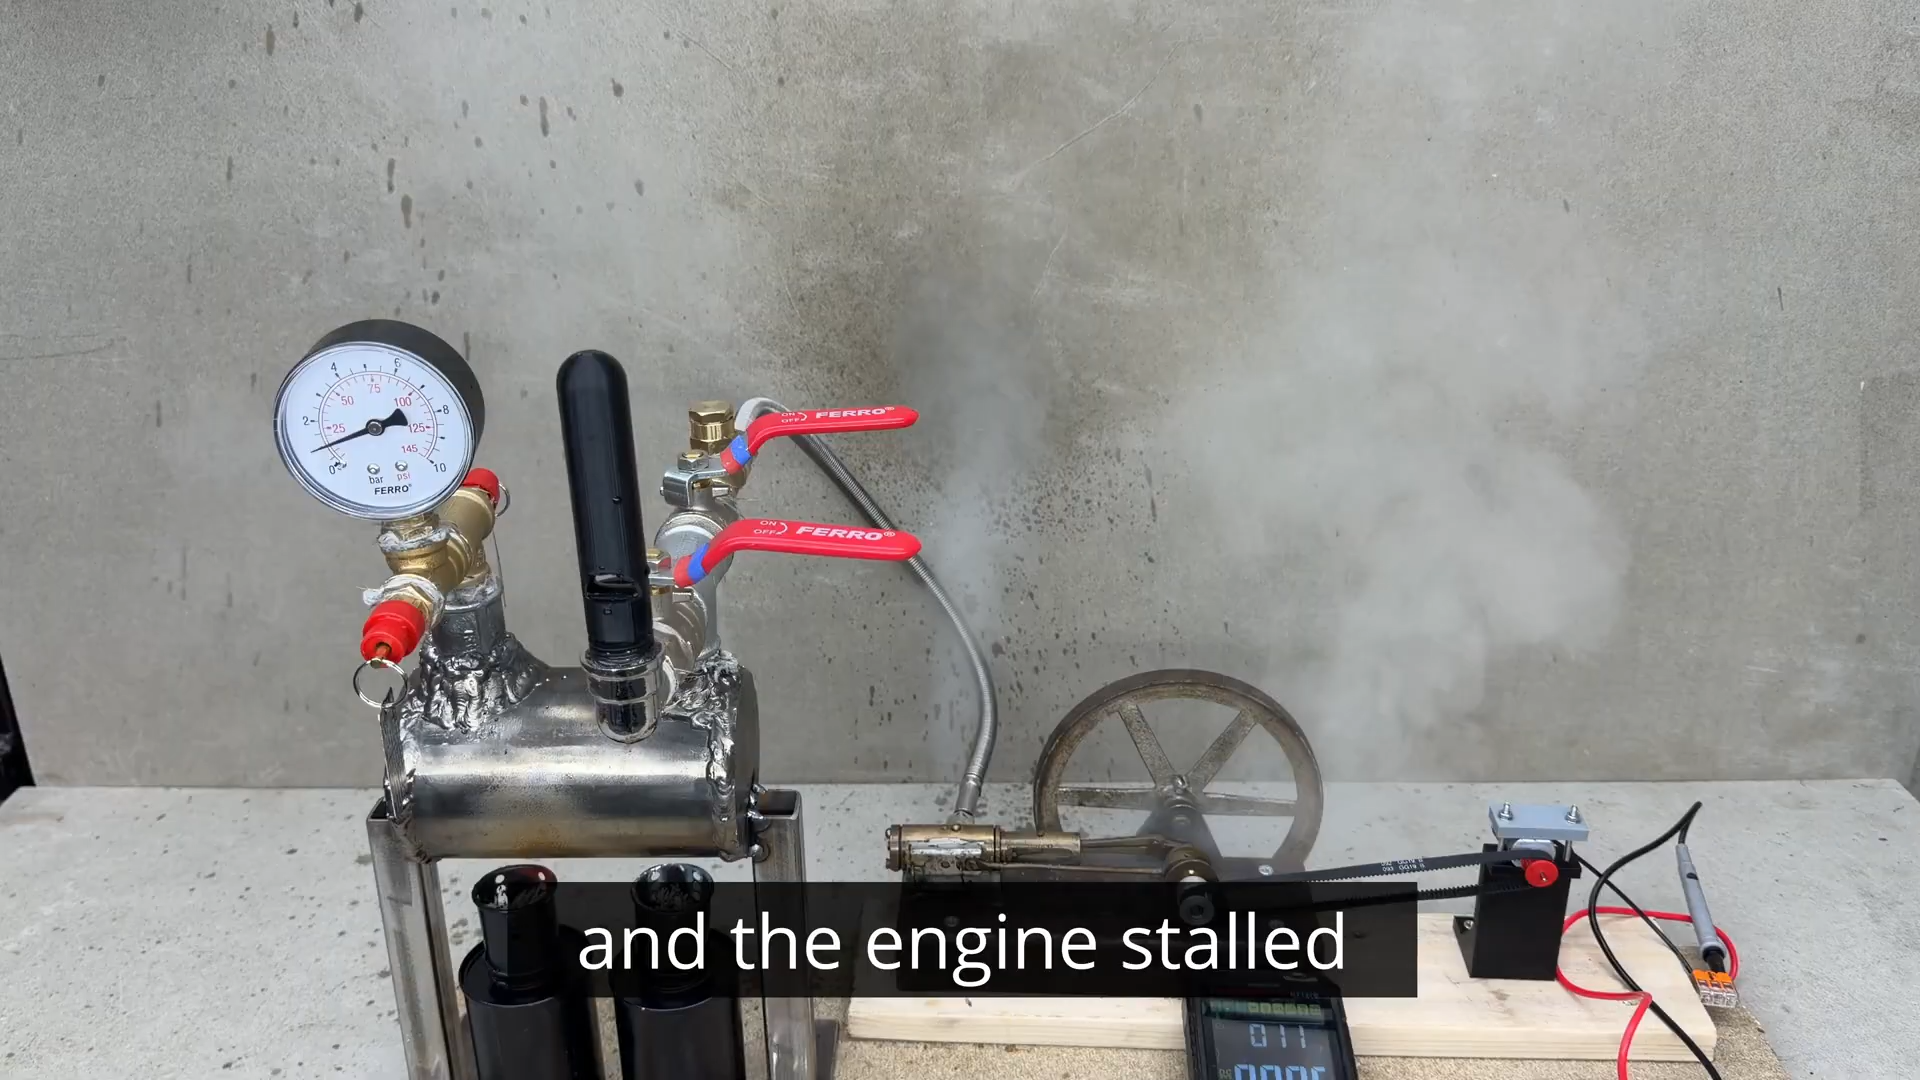 4
6
75
50
100
2
8
25
125
145
0
10
bar
psi
FERRO®
ON
OFF
FERRO®
ON
OFF
FERRO®
and the engine stalled
011